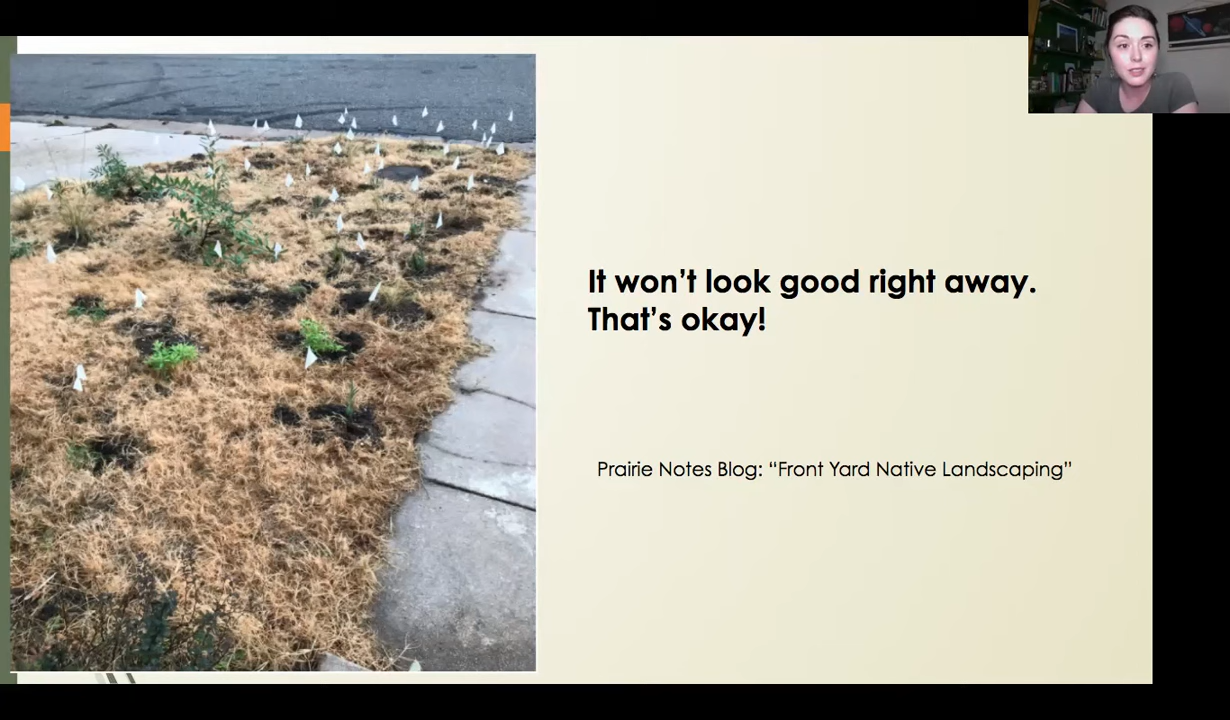 It won’t look good right away.
That’s okay!
Prairie Notes Blog: “Front Yard Native Landscaping”